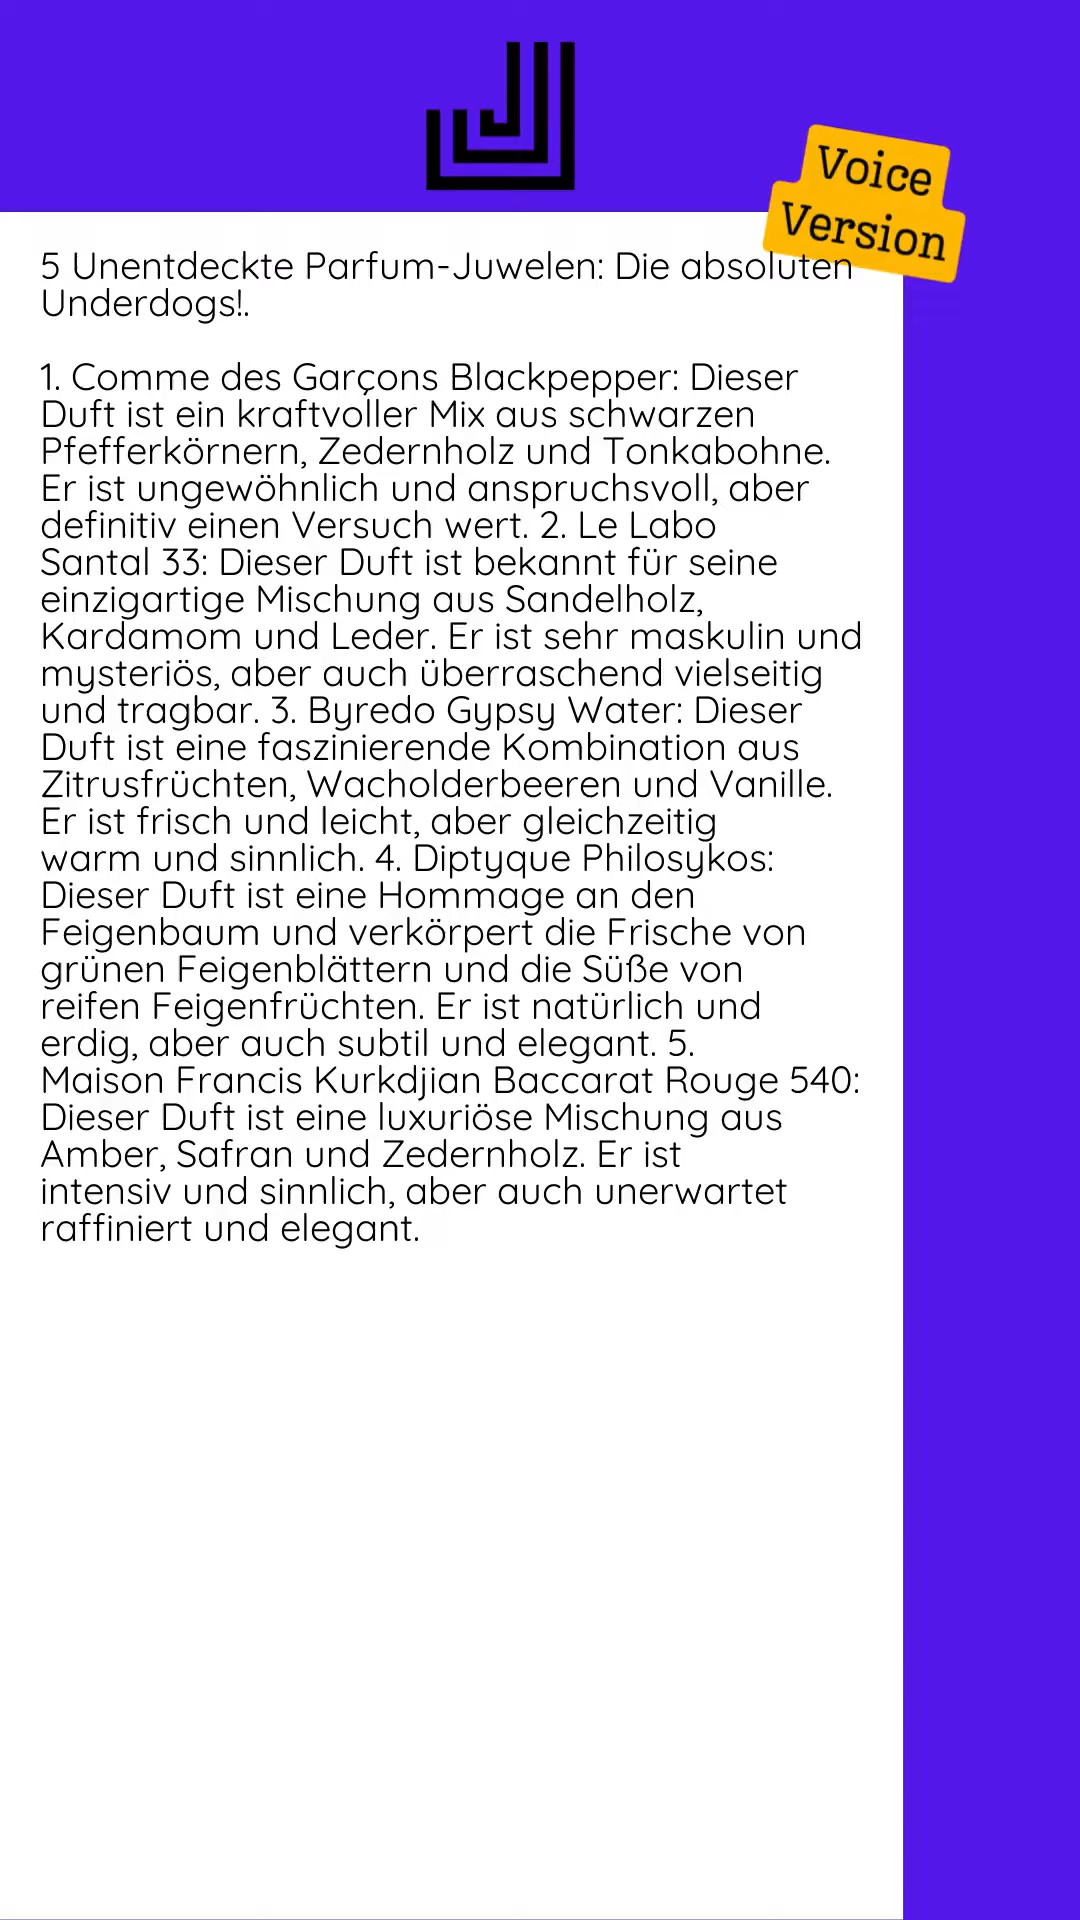 Voice
Version
5 Unentdeckte Parfum-Juwelen: Die absoluten
Underdogs!.
1. Comme des Garçons Blackpepper: Dieser
Duft ist ein kraftvoller Mix aus schwarzen
Pfefferkörnern, Zedernholz und Tonkabohne.
Er ist ungewöhnlich und anspruchsvoll, aber
definitiv einen Versuch wert. 2. Le Labo
Santal 33: Dieser Duft ist bekannt für seine
einzigartige Mischung aus Sandelholz,
Kardamom und Leder. Er ist sehr maskulin und
mysteriös, aber auch überraschend vielseitig
und tragbar. 3. Byredo Gypsy Water: Dieser
Duft ist eine faszinierende Kombination aus
Zitrusfrüchten, Wacholderbeeren und Vanille.
Er ist frisch und leicht, aber gleichzeitig
warm und sinnlich. 4. Diptyque Philosykos:
Dieser Duft ist eine Hommage an den
Feigenbaum und verkörpert die Frische von
grünen Feigenblättern und die Süße von
reifen Feigenfrüchten. Er ist natürlich und
erdig, aber auch subtil und elegant. 5.
Maison Francis Kurkdjian Baccarat Rouge 540:
Dieser Duft ist eine luxuriöse Mischung aus
Amber, Safran und Zedernholz. Er ist
intensiv und sinnlich, aber auch unerwartet
raffiniert und elegant.